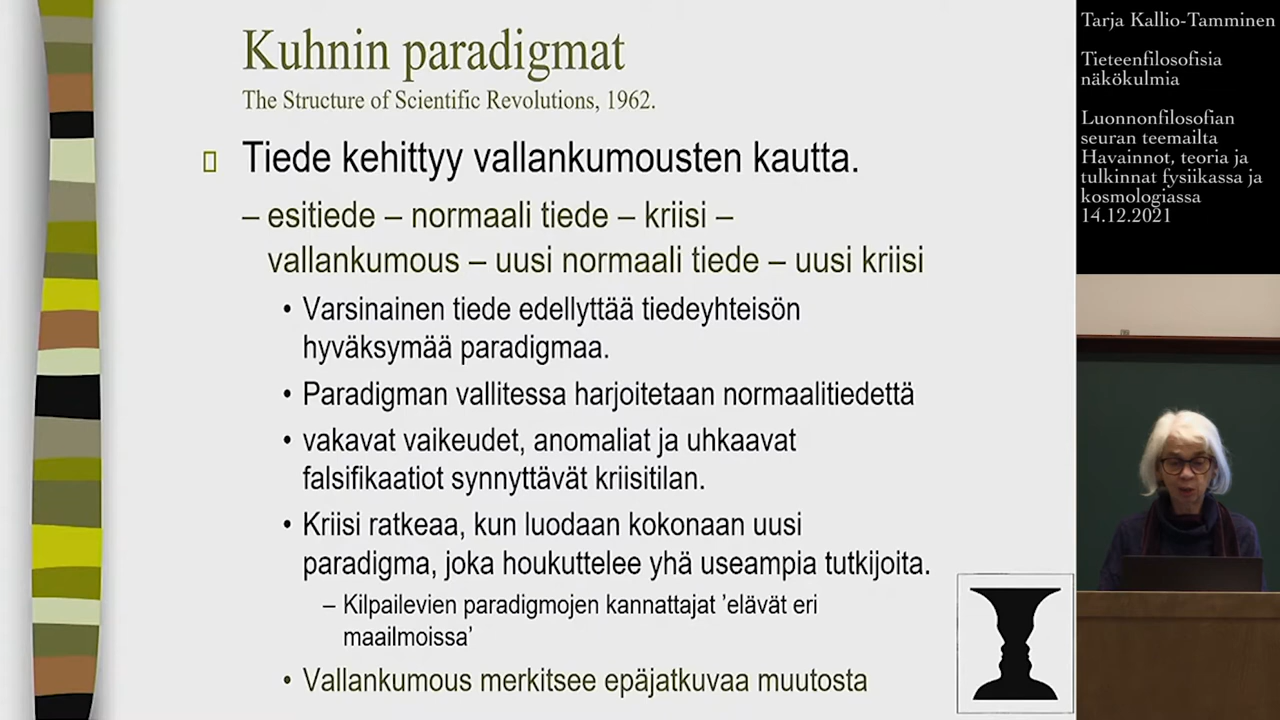 Kuhnin paradigmat
The Structure of Scientific Revolutions, 1962.
Tiede kehittyy vallankumousten kautta.
– esitiede – normaali tiede – kriisi –
vallankumous – uusi normaali tiede – uusi kriisi
• Varsinainen tiede edellyttää tiedeyhteisön
hyväksymää paradigmaa.
• Paradigman vallitessa harjoitetaan normaalitiedettä
• vakavat vaikeudet, anomaliat ja uhkaavat
falsifikaatiot synnyttävät kriisitilan.
• Kriisi ratkeaa, kun luodaan kokonaan uusi
paradigma, joka houkuttelee yhä useampia tutkijoita.
– Kilpailevien paradigmojen kannattajat ’elävät eri
maailmoissa’
• Vallankumous merkitsee epäjatkuvaa muutosta
Tarja Kallio-Tamminen
Tieteenfilosofisia
näkökulmia
Luonnonfilosofian
seuran teemailta
Havainnot, teoria ja
tulkinnat fysiikassa ja
kosmologiassa
14.12.2021